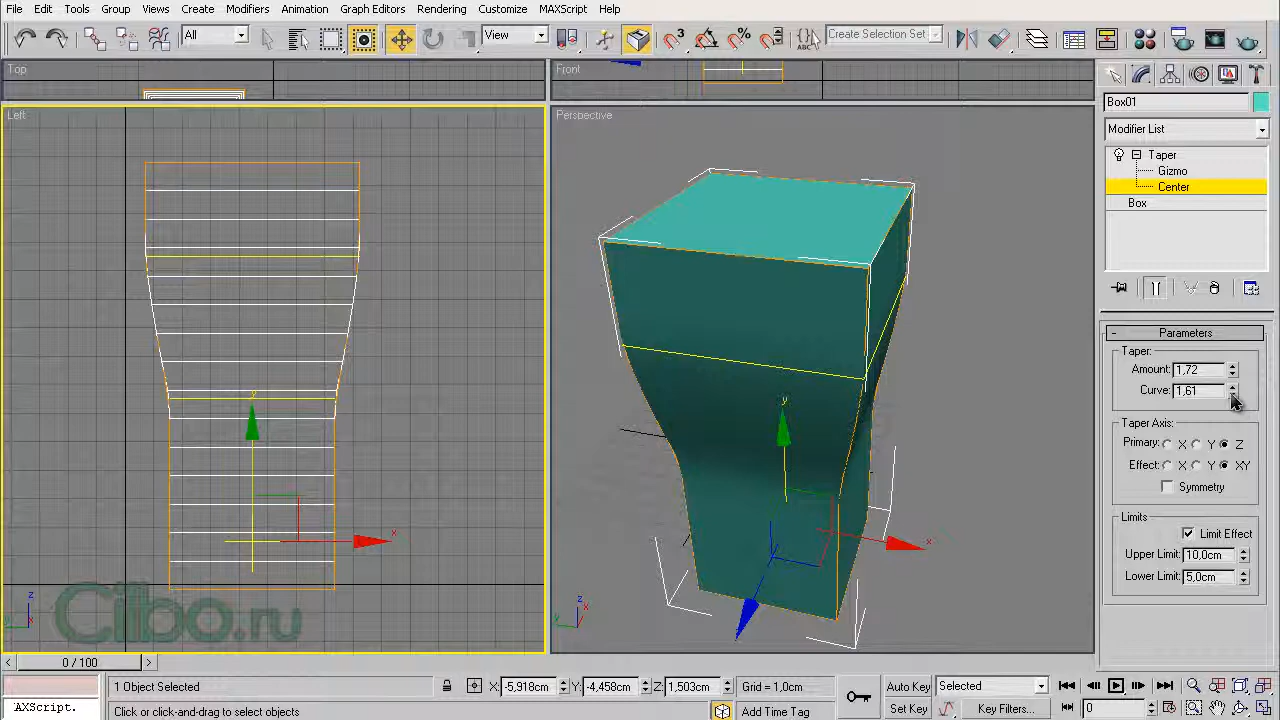 File Edit Tools Group Views Create Modifiers Animation Graph Editors Rendering Customize MAXScript Help
All View Create Selection Set
Top Front
Left Perspective
Box01
Modifier List
Taper
Gizmo
Center
Box
Parameters
Taper:
Amount: 1,72
Curve: 1,61
Taper Axis:
Primary: X Y Z
Effect: X Y XY
Symmetry
Limits
Limit Effect
Upper Limit: 10,0cm
Lower Limit: 5,0cm
y y
x x
z z
y
Cilbo.ru
0 / 100
1 Object Selected X -5,918cm Y -4,458cm Z 1,503cm Grid = 1,0cm Auto Key Selected
'AXScript. Click or click-and-drag to select objects Add Time Tag Set Key Key Filters... 0